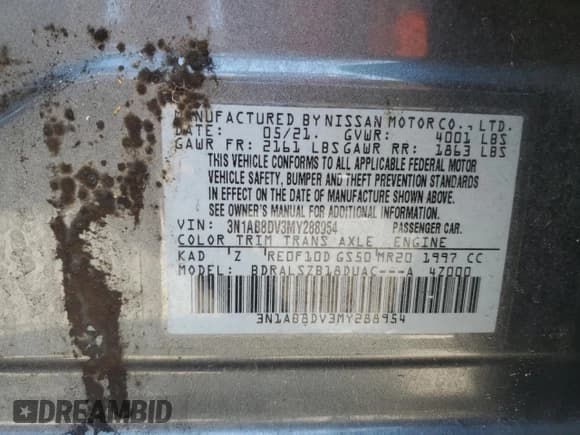 MANUFACTURED BY NISSAN MOTOR CO., LTD.
DATE: 05/21. GVWR: 4001 LBS
GAWR FR: 2161 LBS GAWR RR: 1863 LBS
THIS VEHICLE CONFORMS TO ALL APPLICABLE FEDERAL MOTOR
VEHICLE SAFETY, BUMPER AND THEFT PREVENTION STANDARDS
IN EFFECT ON THE DATE OF MANUFACTURE SHOWN ABOVE.
SEE OWNER'S MANUAL FOR ADDITIONAL INFORMATION.
VIN: 3N1AB8DV3MY288954 PASSENGER CAR.
COLOR TRIM TRANS AXLE ENGINE
KAD Z RE0F10D GS50 MR20 1997 CC
MODEL: BDRALSZB18DUAC---A 4Z000
3N1AB8DV3MY288954
DREAMBID